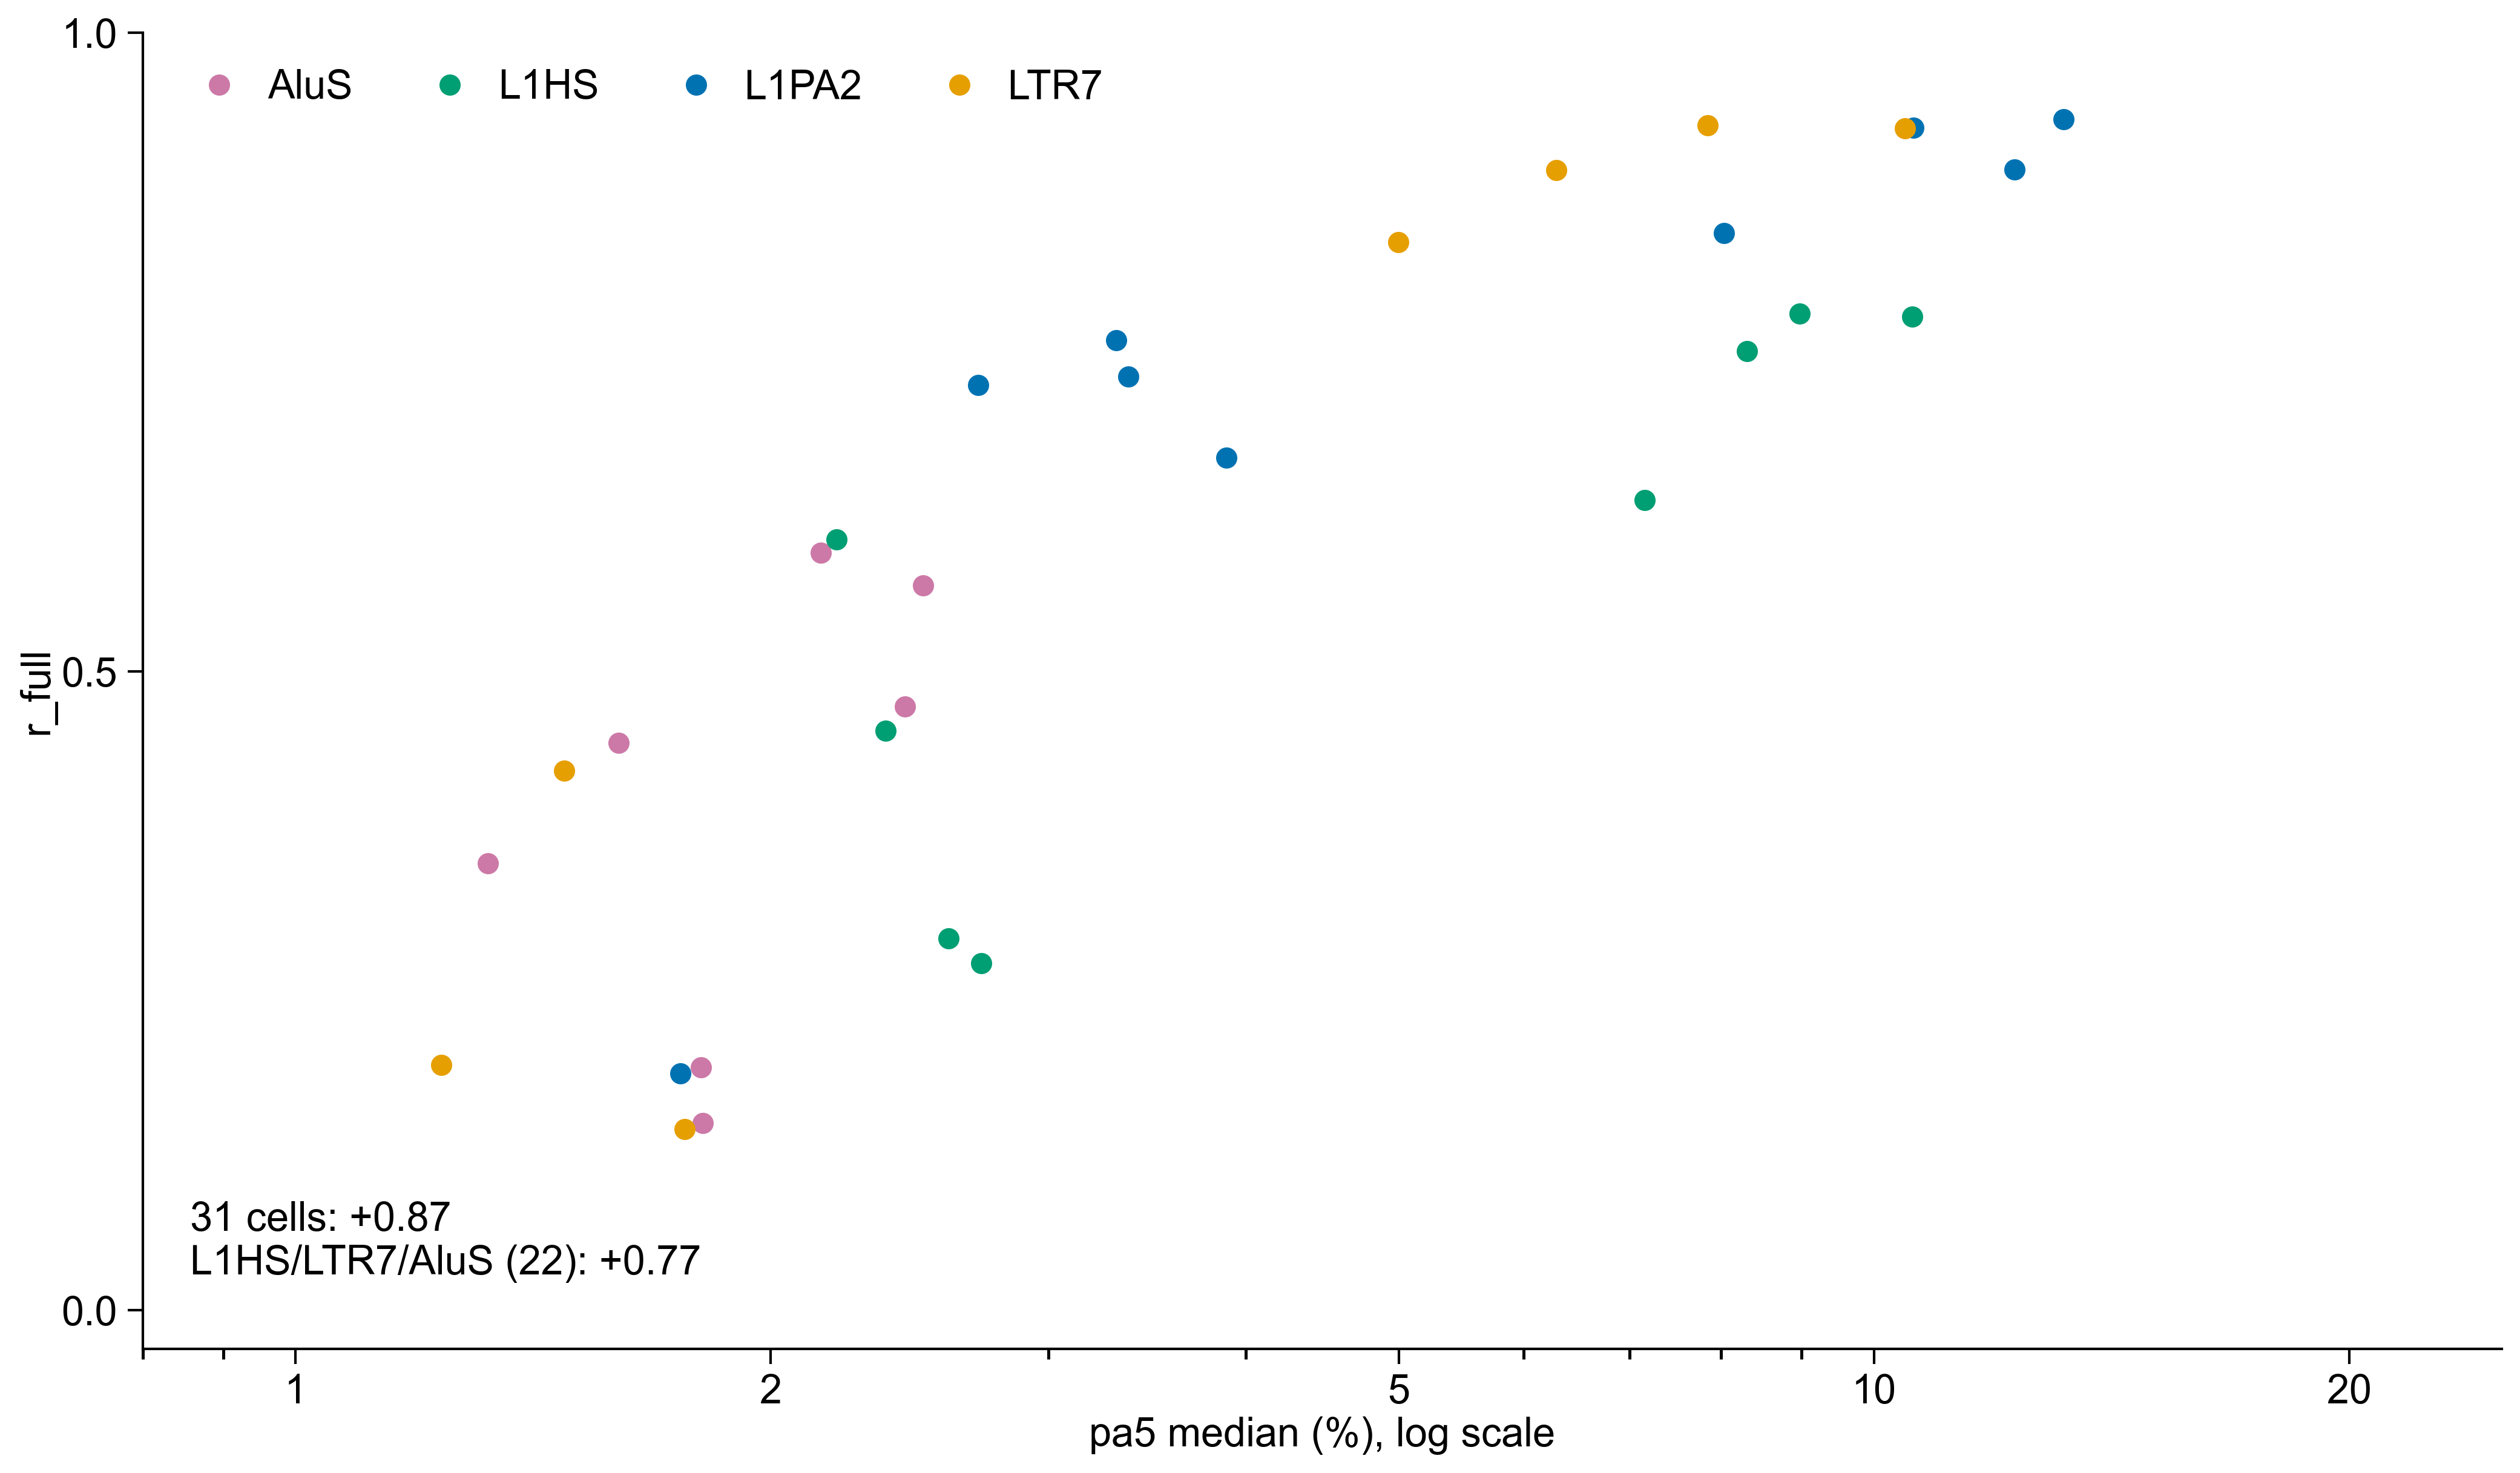 1.0
AluS L1HS L1PA2 LTR7
r_full
0.5
31 cells: +0.87
L1HS/LTR7/AluS (22): +0.77
0.0
1 2 5 10 20
pa5 median (%), log scale